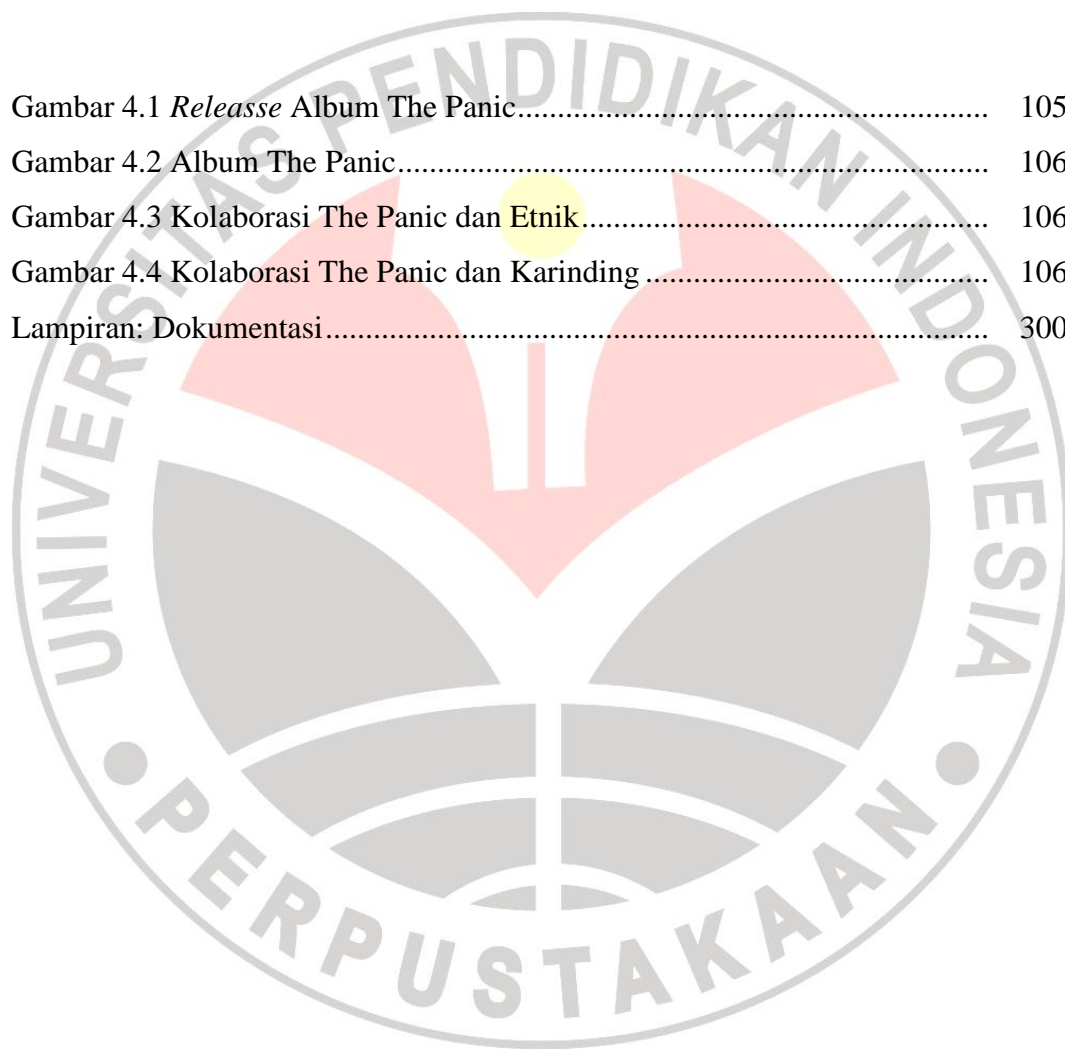 Gambar 4.1 Releasse Album The Panic........................................................ 105
Gambar 4.2 Album The Panic...................................................................... 106
Gambar 4.3 Kolaborasi The Panic dan Etnik................................................ 106
Gambar 4.4 Kolaborasi The Panic dan Karinding ........................................ 106
Lampiran: Dokumentasi............................................................................... 300
UNIVERSITAS PENDIDIKAN INDONESIA
PERPUSTAKAAN